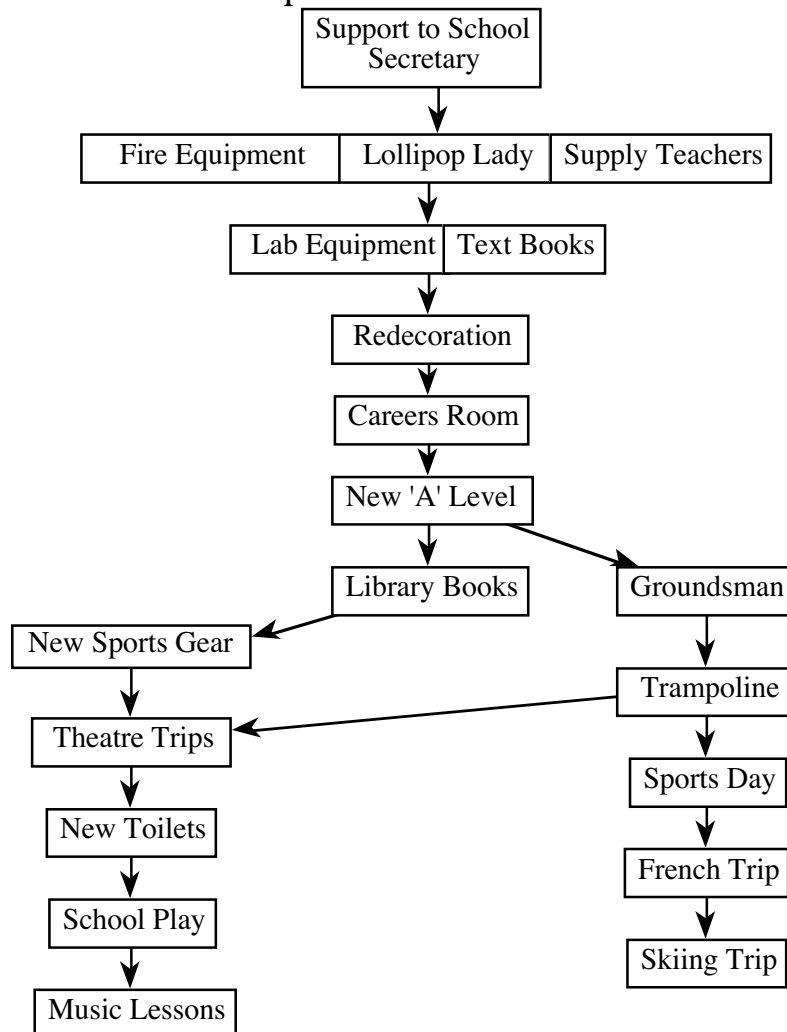 Support to School
Secretary
Fire Equipment
Lollipop Lady
Supply Teachers
Lab Equipment
Text Books
Redecoration
Careers Room
New 'A' Level
Library Books
Groundsman
New Sports Gear
Trampoline
Theatre Trips
Sports Day
New Toilets
French Trip
School Play
Skiing Trip
Music Lessons